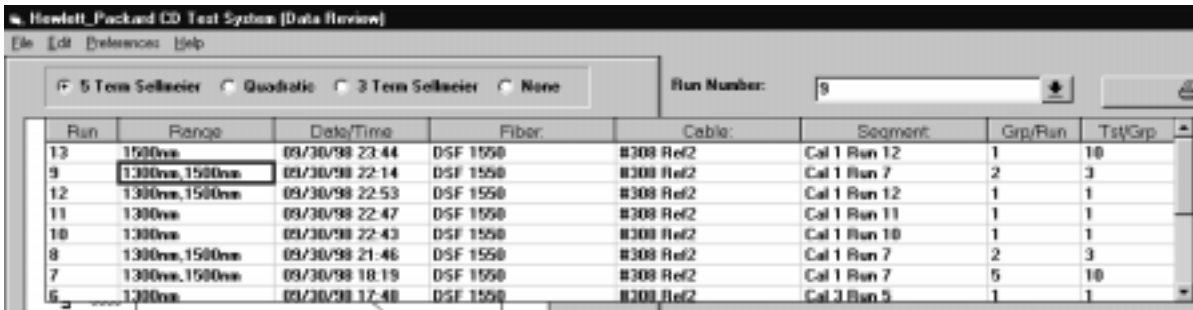 Hewlett_Packard CD Test System (Data Review)
File Edit Preferences Help
5 Term Sellmeier Quadratic 3 Term Sellmeier None Run Number: 9
Run Range Date/Time Fiber: Cable: Segment: Grp/Run Tst/Grp
13 1500nm 09/30/98 23:44 DSF 1550 #308 Ref2 Cal 1 Run 12 1 10
9 1300nm,1500nm 09/30/98 22:14 DSF 1550 #308 Ref2 Cal 1 Run 7 2 3
12 1300nm,1500nm 09/30/98 22:53 DSF 1550 #308 Ref2 Cal 1 Run 12 1 1
11 1300nm 09/30/98 22:47 DSF 1550 #308 Ref2 Cal 1 Run 11 1 1
10 1300nm 09/30/98 22:43 DSF 1550 #308 Ref2 Cal 1 Run 10 1 1
8 1300nm,1500nm 09/30/98 21:46 DSF 1550 #308 Ref2 Cal 1 Run 7 2 3
7 1300nm,1500nm 09/30/98 18:19 DSF 1550 #308 Ref2 Cal 1 Run 7 5 10
6 1300nm 09/30/98 17:40 DSF 1550 #308 Ref2 Cal 3 Run 5 1 1